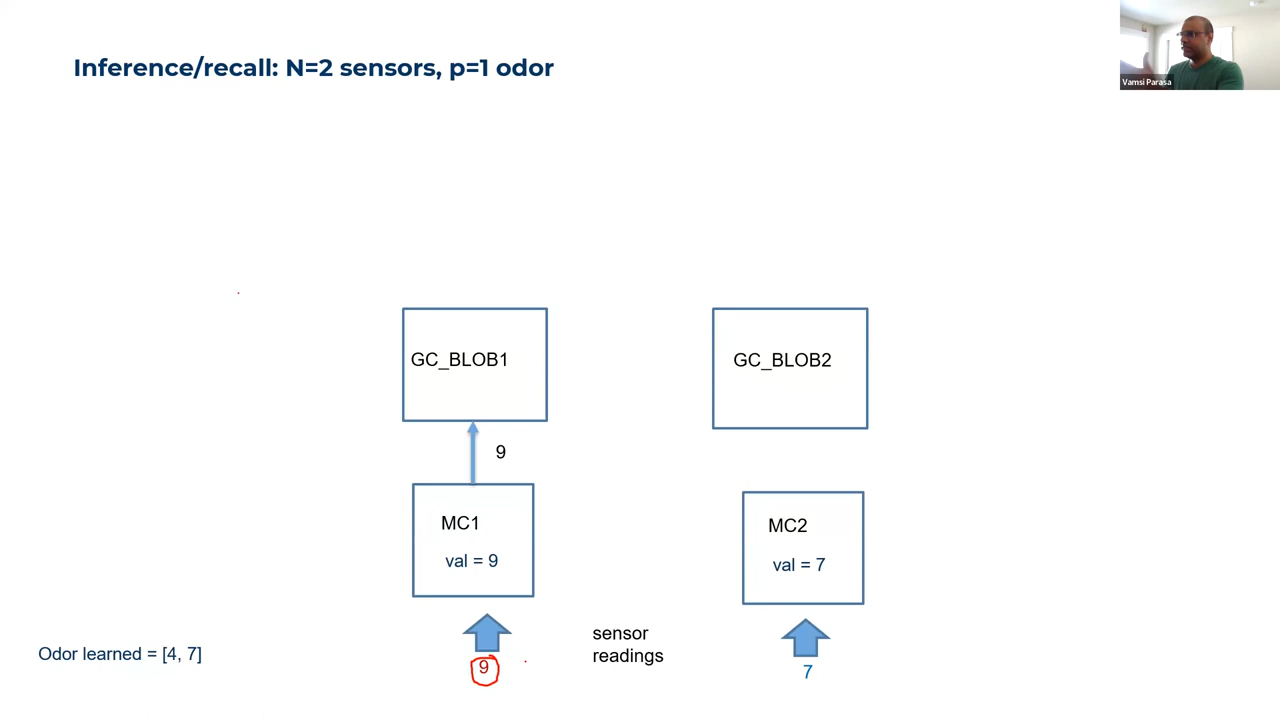 Inference/recall: N=2 sensors, p=1 odor
Vamsi Parasa
GC_BLOB1
GC_BLOB2
9
MC1
val = 9
MC2
val = 7
sensor
readings
Odor learned = [4, 7]
9
7